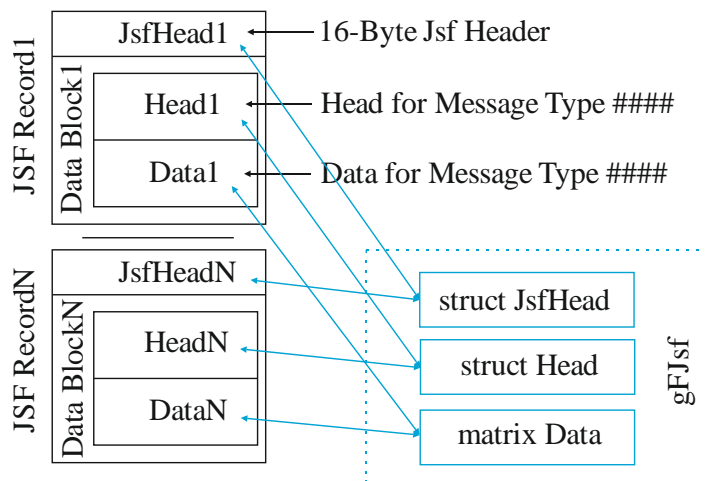 JsfHead1
16-Byte Jsf Header
JSF Record1
Data Block1
Head1
Head for Message Type ####
Data1
Data for Message Type ####
JSF RecordN
JsfHeadN
Data BlockN
HeadN
DataN
struct JsfHead
struct Head
matrix Data
gFJsf